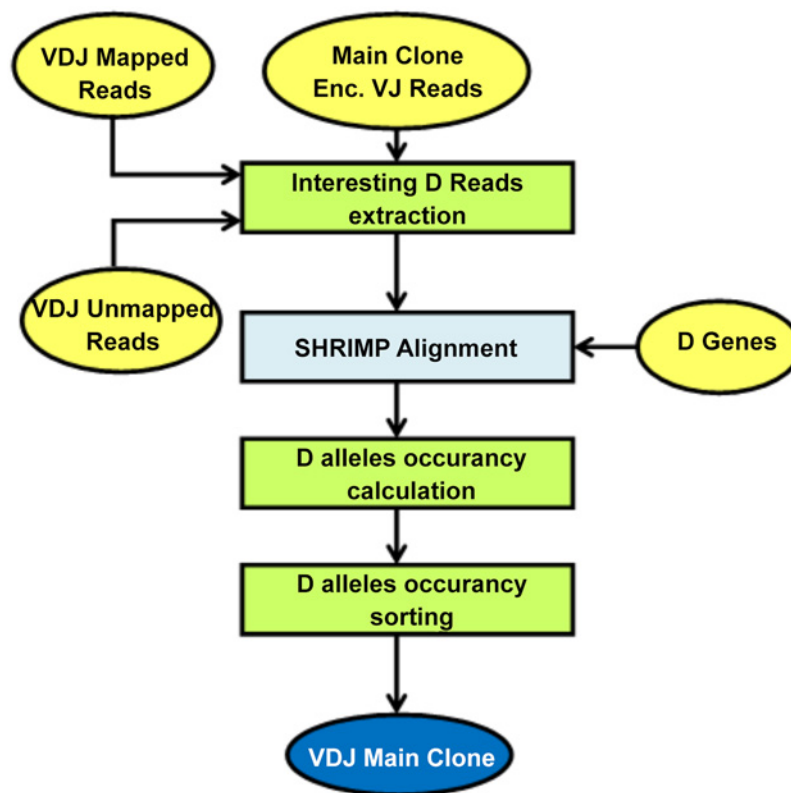 VDJ Mapped
Reads
Main Clone
Enc. VJ Reads
Interesting D Reads
extraction
VDJ Unmapped
Reads
SHRIMP Alignment
D Genes
D alleles occurancy
calculation
D alleles occurancy
sorting
VDJ Main Clone